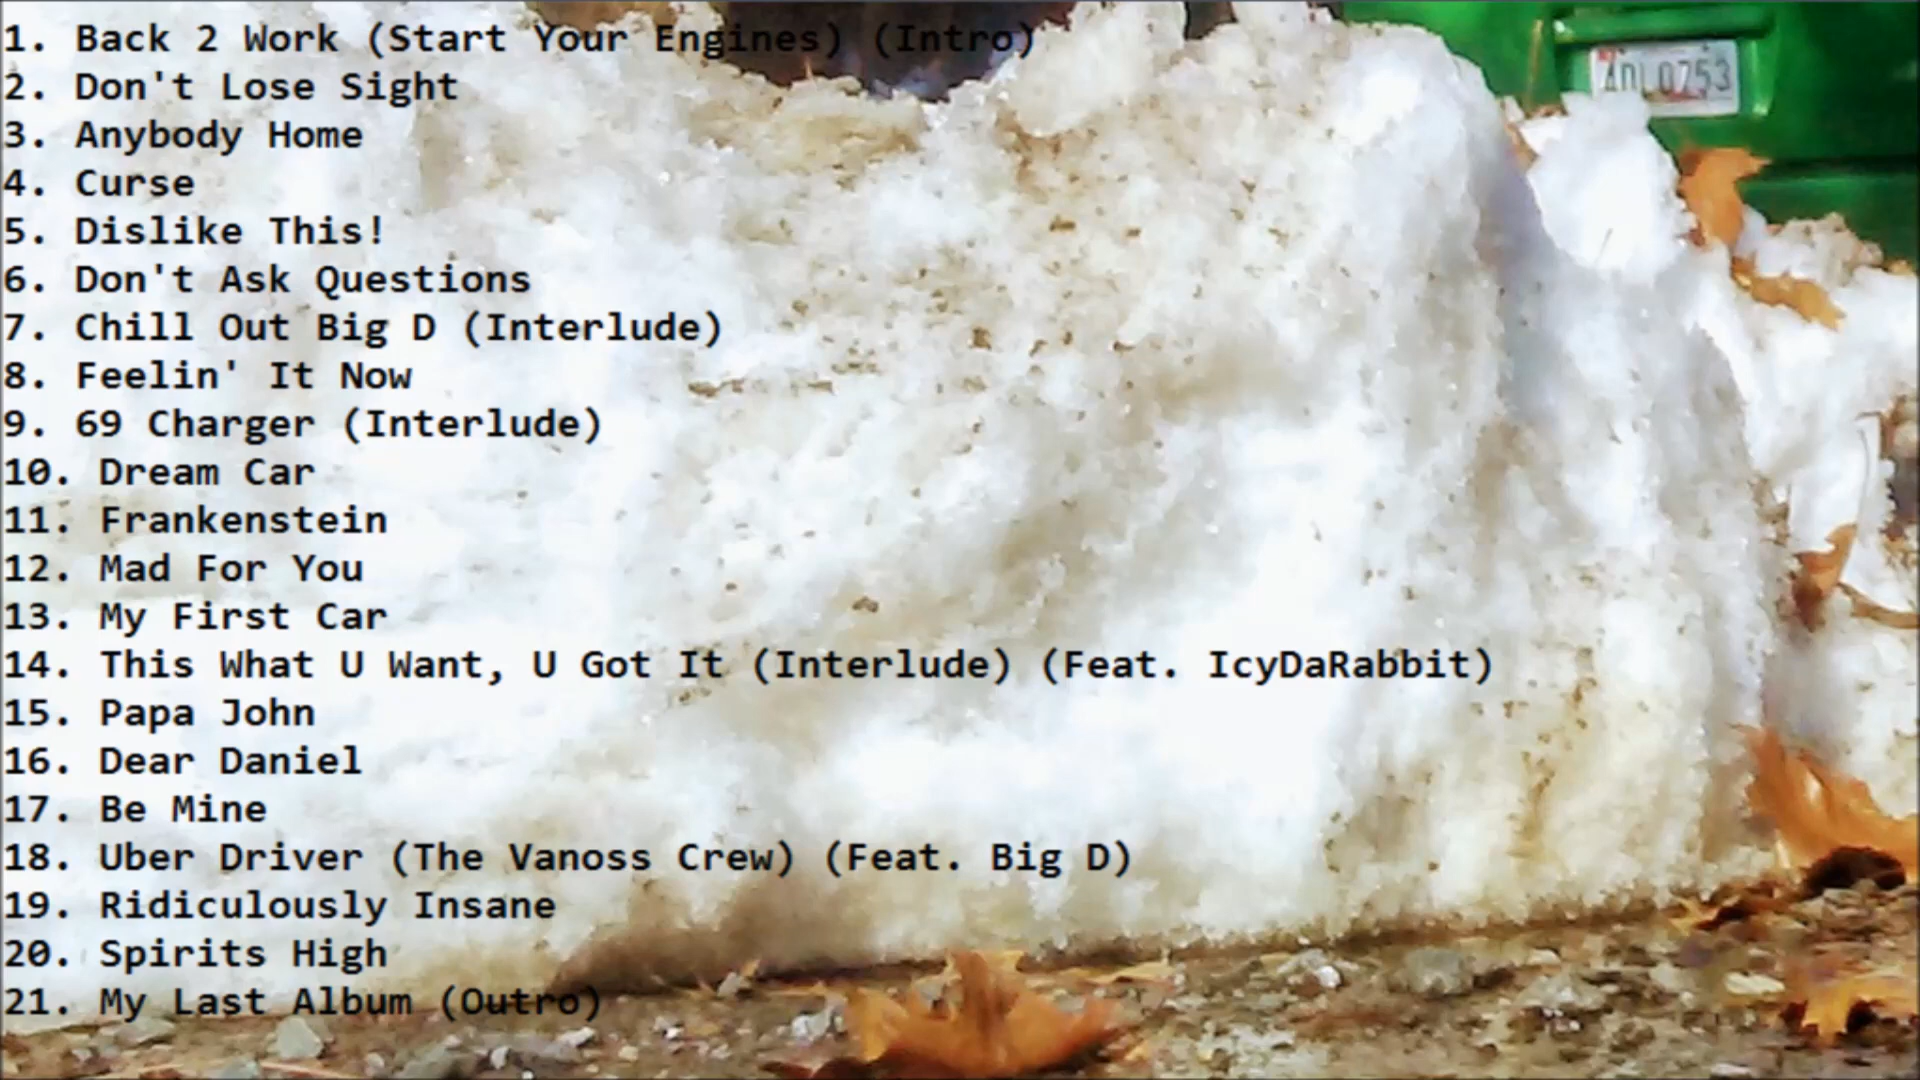 1. Back 2 Work (Start Your Engines) (Intro)
2. Don't Lose Sight
3. Anybody Home
4. Curse
5. Dislike This!
6. Don't Ask Questions
7. Chill Out Big D (Interlude)
8. Feelin' It Now
9. 69 Charger (Interlude)
10. Dream Car
11. Frankenstein
12. Mad For You
13. My First Car
14. This What U Want, U Got It (Interlude) (Feat. IcyDaRabbit)
15. Papa John
16. Dear Daniel
17. Be Mine
18. Uber Driver (The Vanoss Crew) (Feat. Big D)
19. Ridiculously Insane
20. Spirits High
21. My Last Album (Outro)